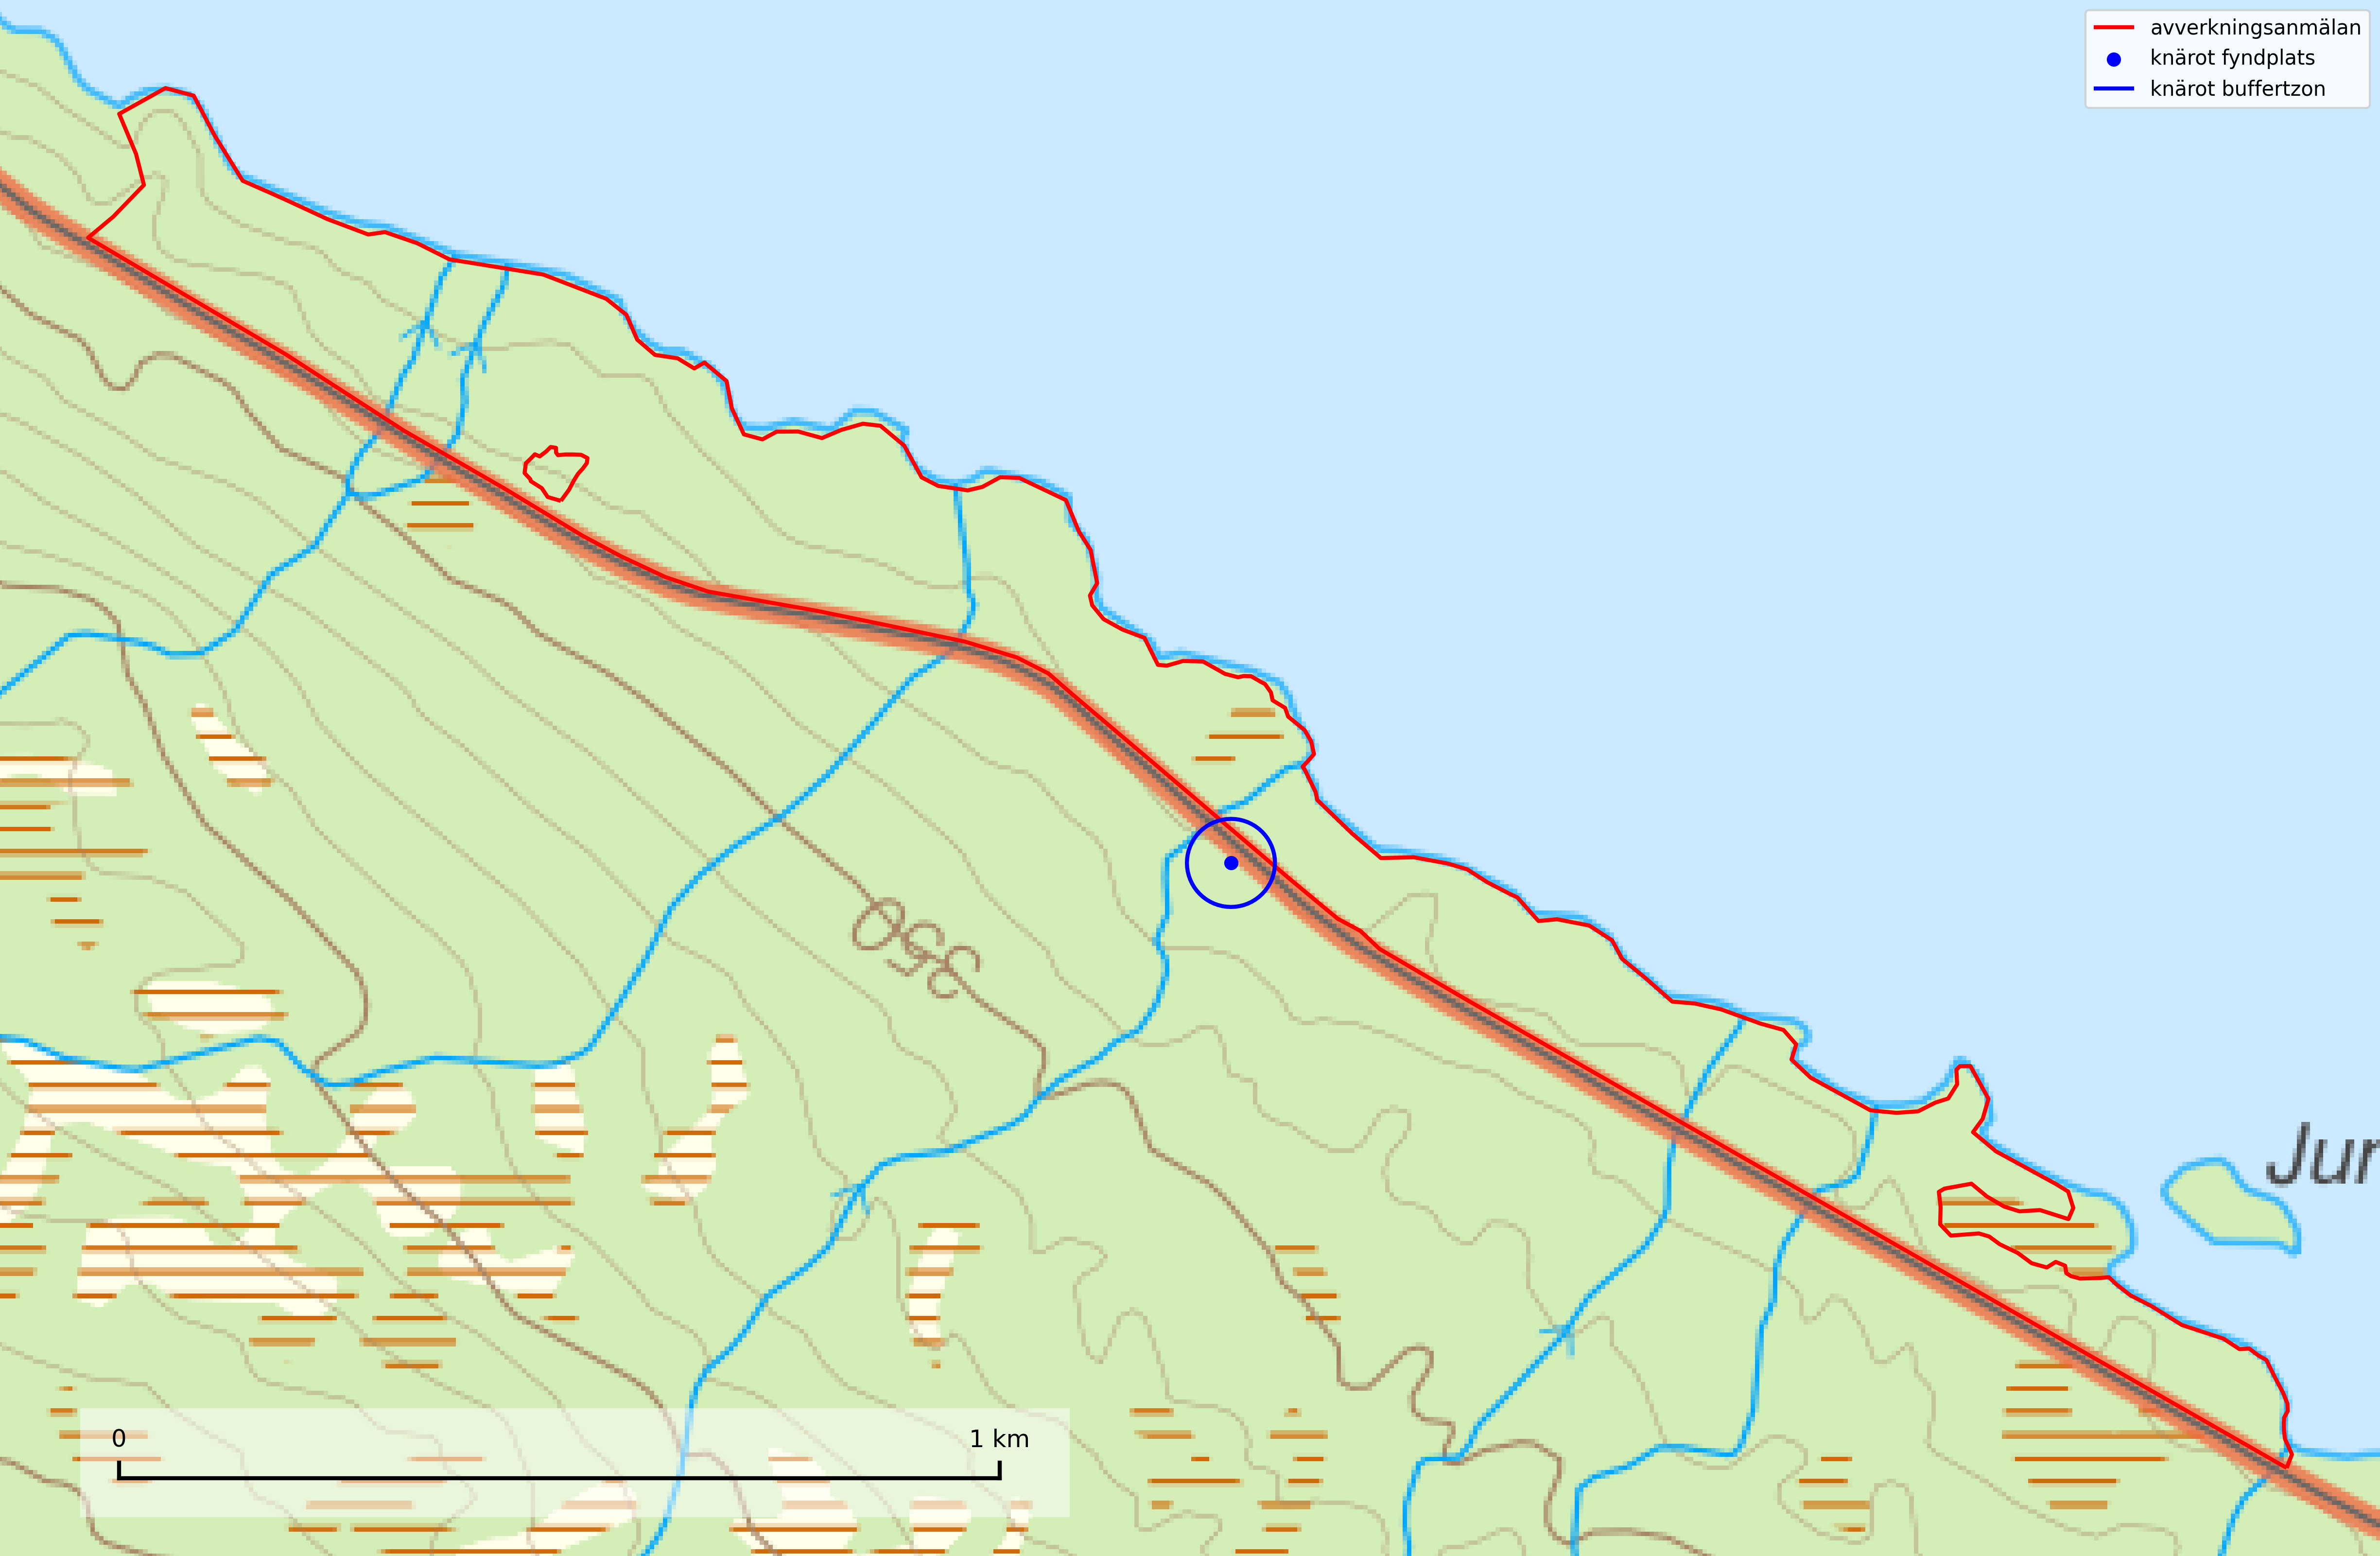 avverkningsanmälan
knärot fyndplats
knärot buffertzon
350
Jur
0 1 km